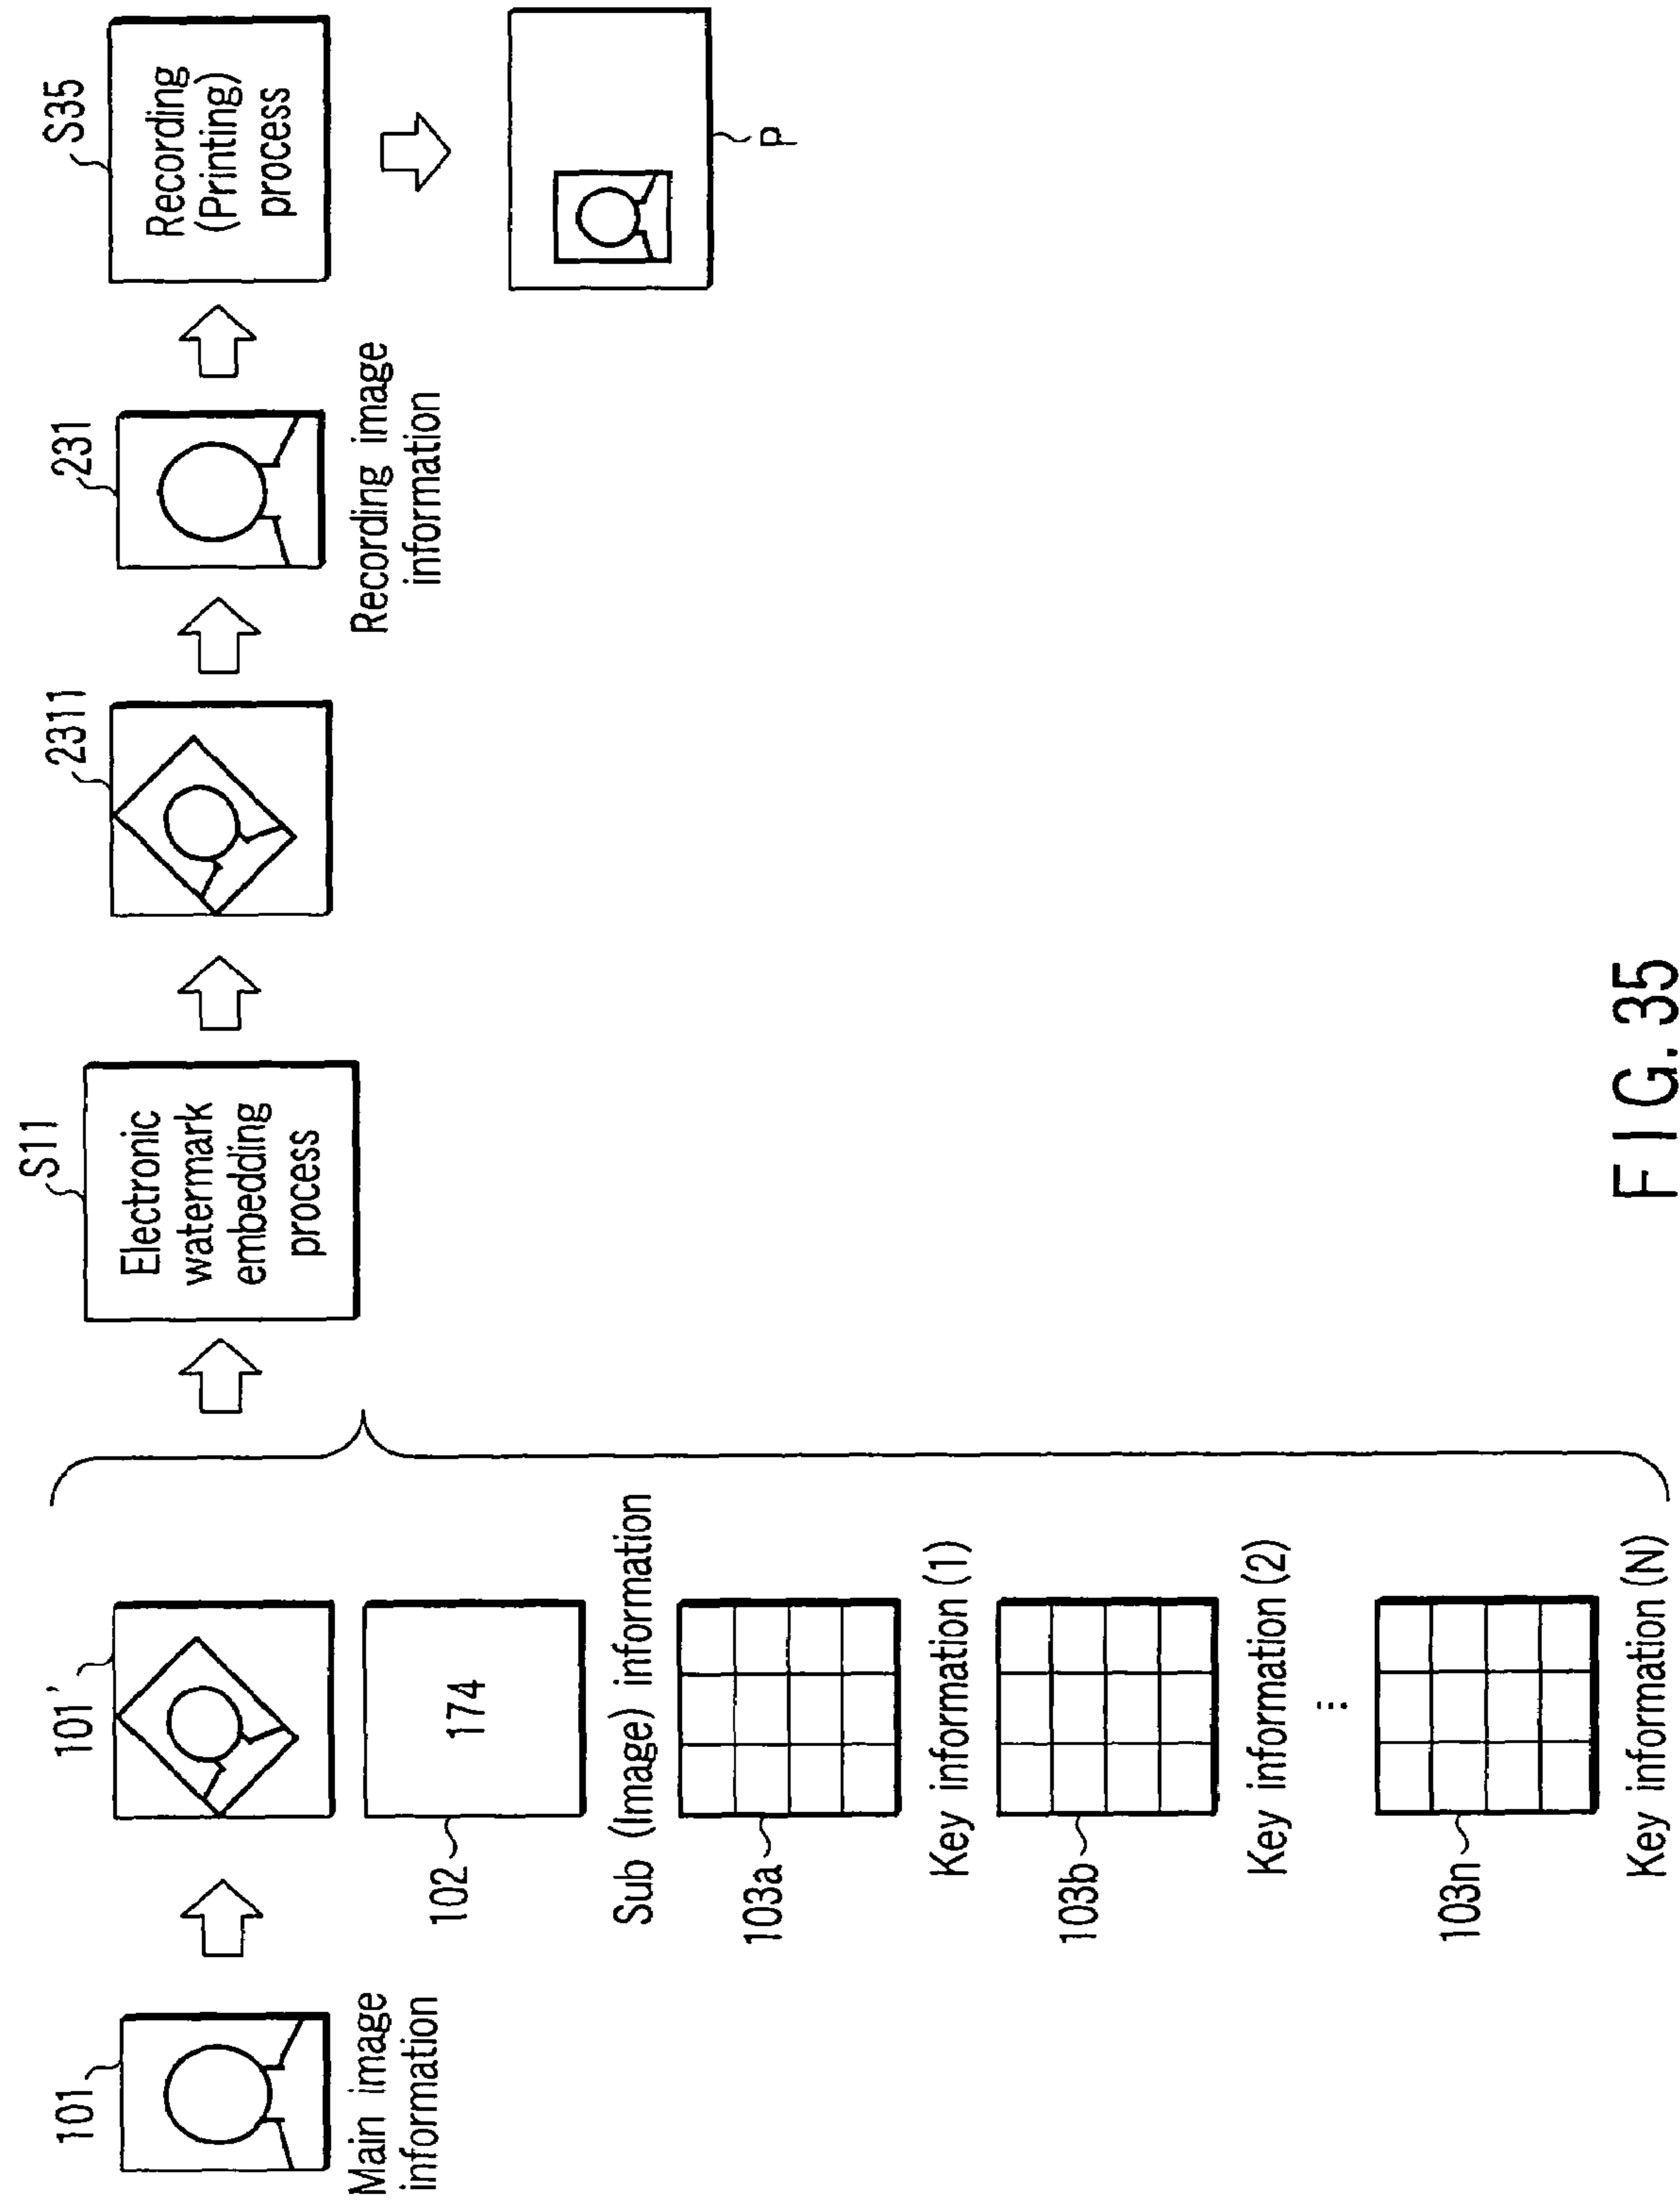 101
Main image
information
101'
102
174
Sub (Image) information
103a
Key information (1)
103b
Key information (2)
...
103n
Key information (N)
S11
Electronic
watermark
embedding
process
2311
231
Recording image
information
S35
Recording
(Printing)
process
P
FIG. 35